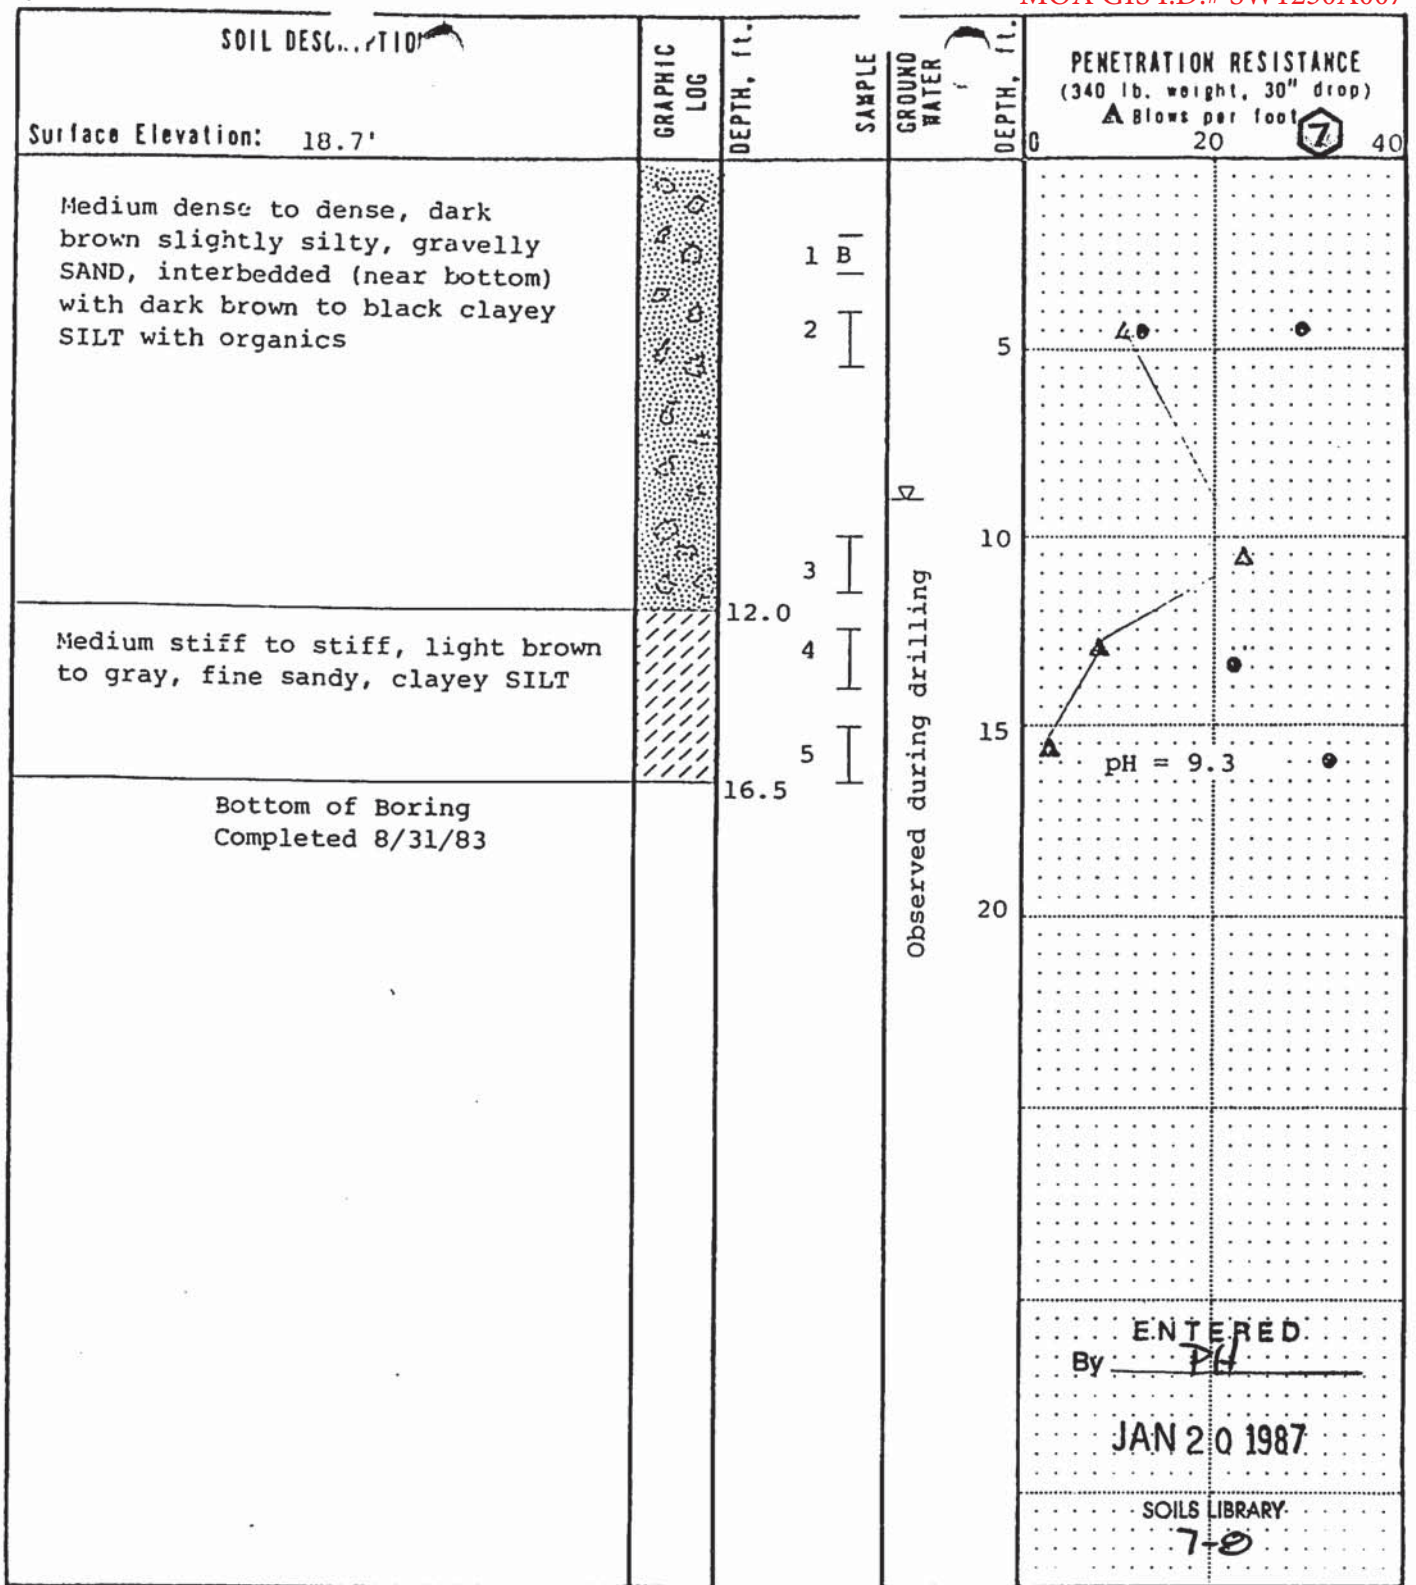 SOIL DESC...PTION
Surface Elevation: 18.7'
GRAPHIC LOG
DEPTH, ft.
SAMPLE
GROUND WATER
DEPTH, ft.
PENETRATION RESISTANCE
(340 lb. weight, 30" drop)
Blows per foot
7
0 20 40
Medium dense to dense, dark
brown slightly silty, gravelly
SAND, interbedded (near bottom)
with dark brown to black clayey
SILT with organics
1 B
2
5
10
3
12.0
Medium stiff to stiff, light brown
to gray, fine sandy, clayey SILT
4
15
5
pH = 9.3
16.5
Bottom of Boring
Completed 8/31/83
Observed during drilling
20
ENTERED
By PH
JAN 20 1987
SOILS LIBRARY